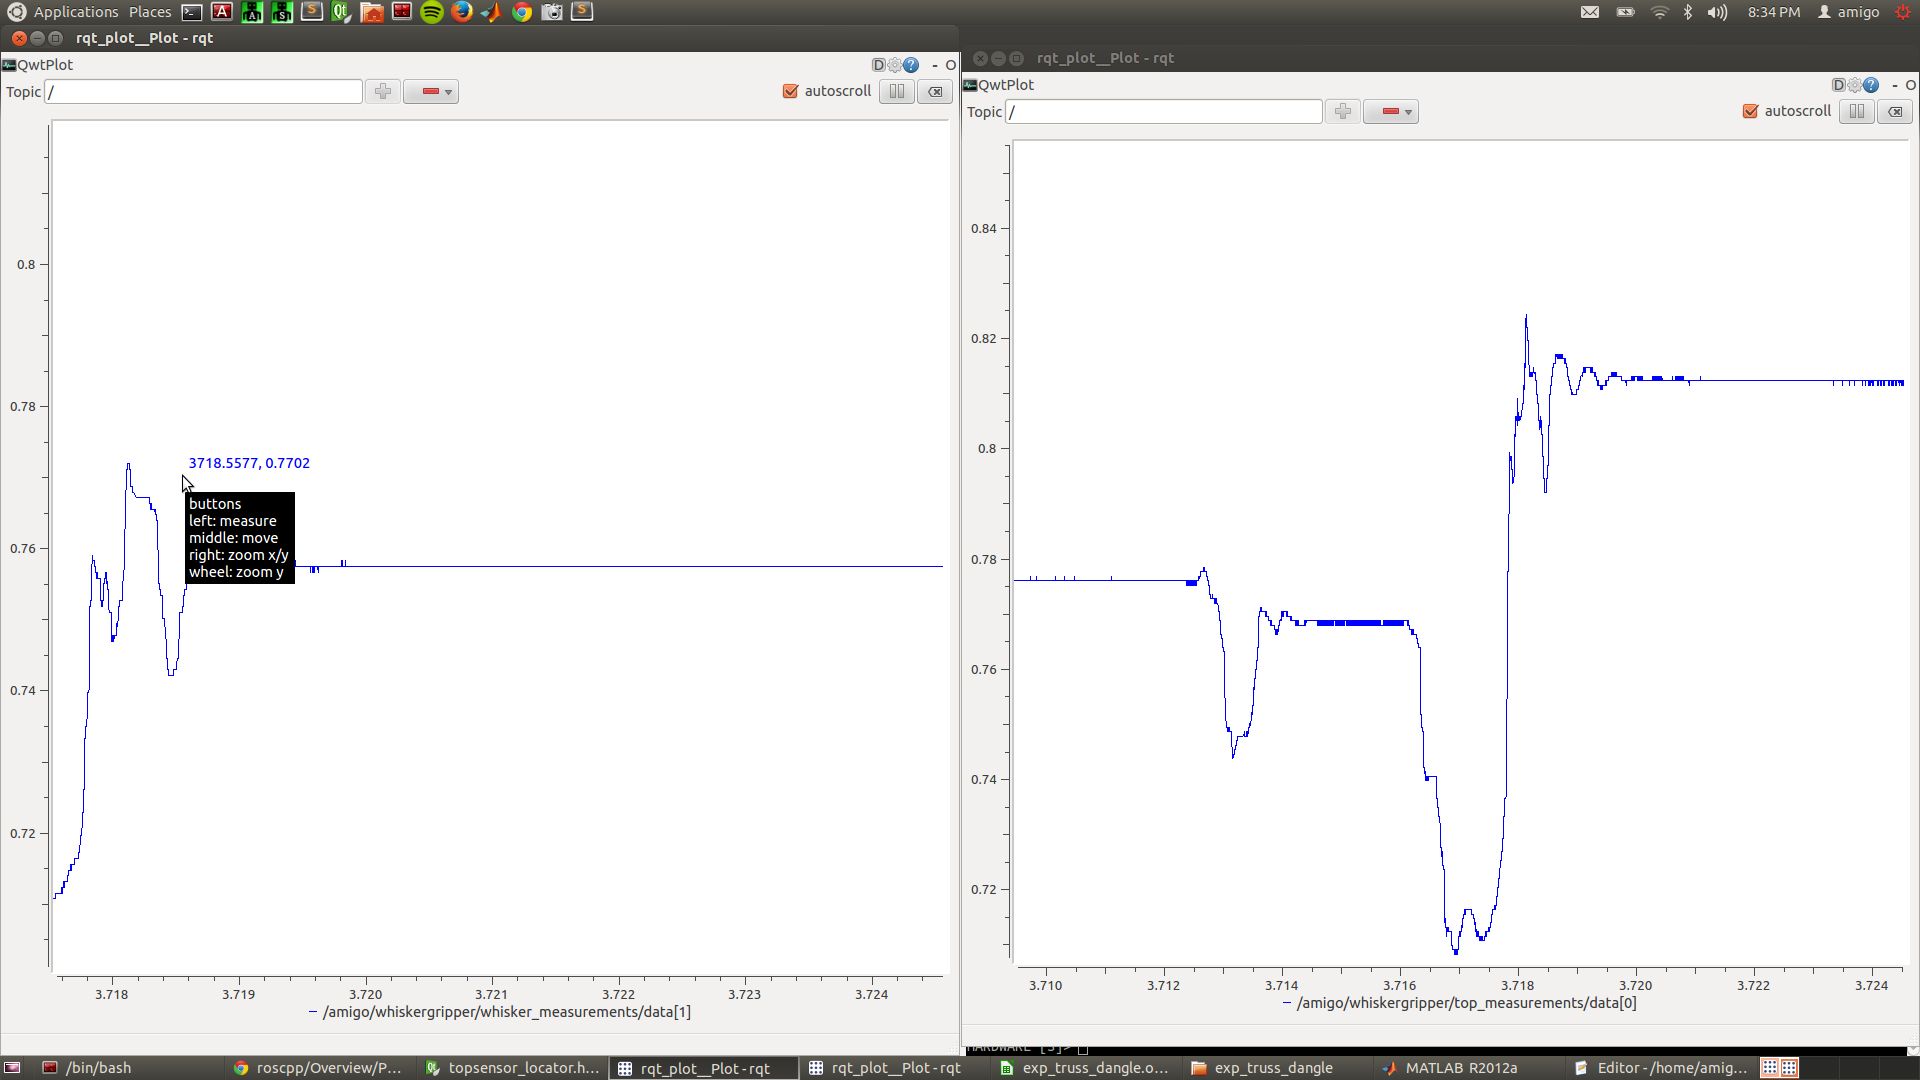 Applications Places
8:34 PM amigo
rqt_plot__Plot - rqt
QwtPlot
D ? - O
Topic /
autoscroll
0.8
0.78
0.76
0.74
0.72
3718.5577, 0.7702
buttons
left: measure
middle: move
right: zoom x/y
wheel: zoom y
3.718 3.719 3.720 3.721 3.722 3.723 3.724
/amigo/whiskergripper/whisker_measurements/data[1]
rqt_plot__Plot - rqt
QwtPlot
D ? - O
Topic /
autoscroll
0.84
0.82
0.8
0.78
0.76
0.74
0.72
3.710 3.712 3.714 3.716 3.718 3.720 3.722 3.724
/amigo/whiskergripper/top_measurements/data[0]
/bin/bash
roscpp/Overview/P...
topsensor_locator.h...
rqt_plot__Plot - rqt
rqt_plot__Plot - rqt
exp_truss_dangle.o...
exp_truss_dangle
MATLAB R2012a
Editor - /home/amig...